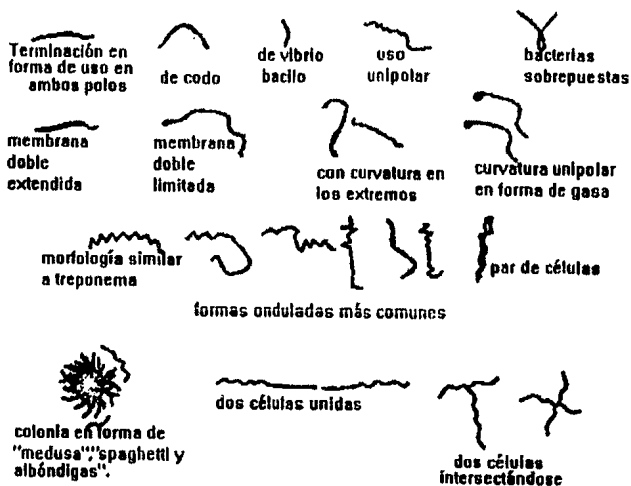 Terminación en
forma de uso en
ambos polos
de codo
de vibrio
bacilo
uso
unipolar
bacterias
sobrepuestas
membrana
doble
extendida
membrana
doble
limitada
con curvatura en
los extremos
curvatura unipolar
en forma de gasa
morfología similar
a treponema
par de células
formas onduladas más comunes
colonia en forma de
"medusa","spaghetti y
albóndigas".
dos células unidas
dos células
intersectándose